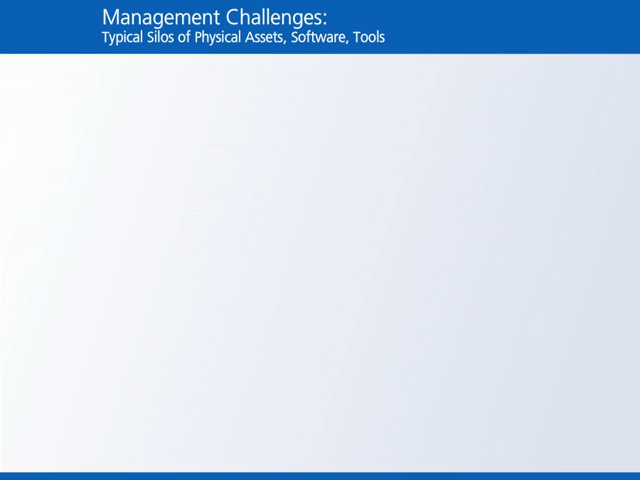 Management Challenges:
Typical Silos of Physical Assets, Software, Tools